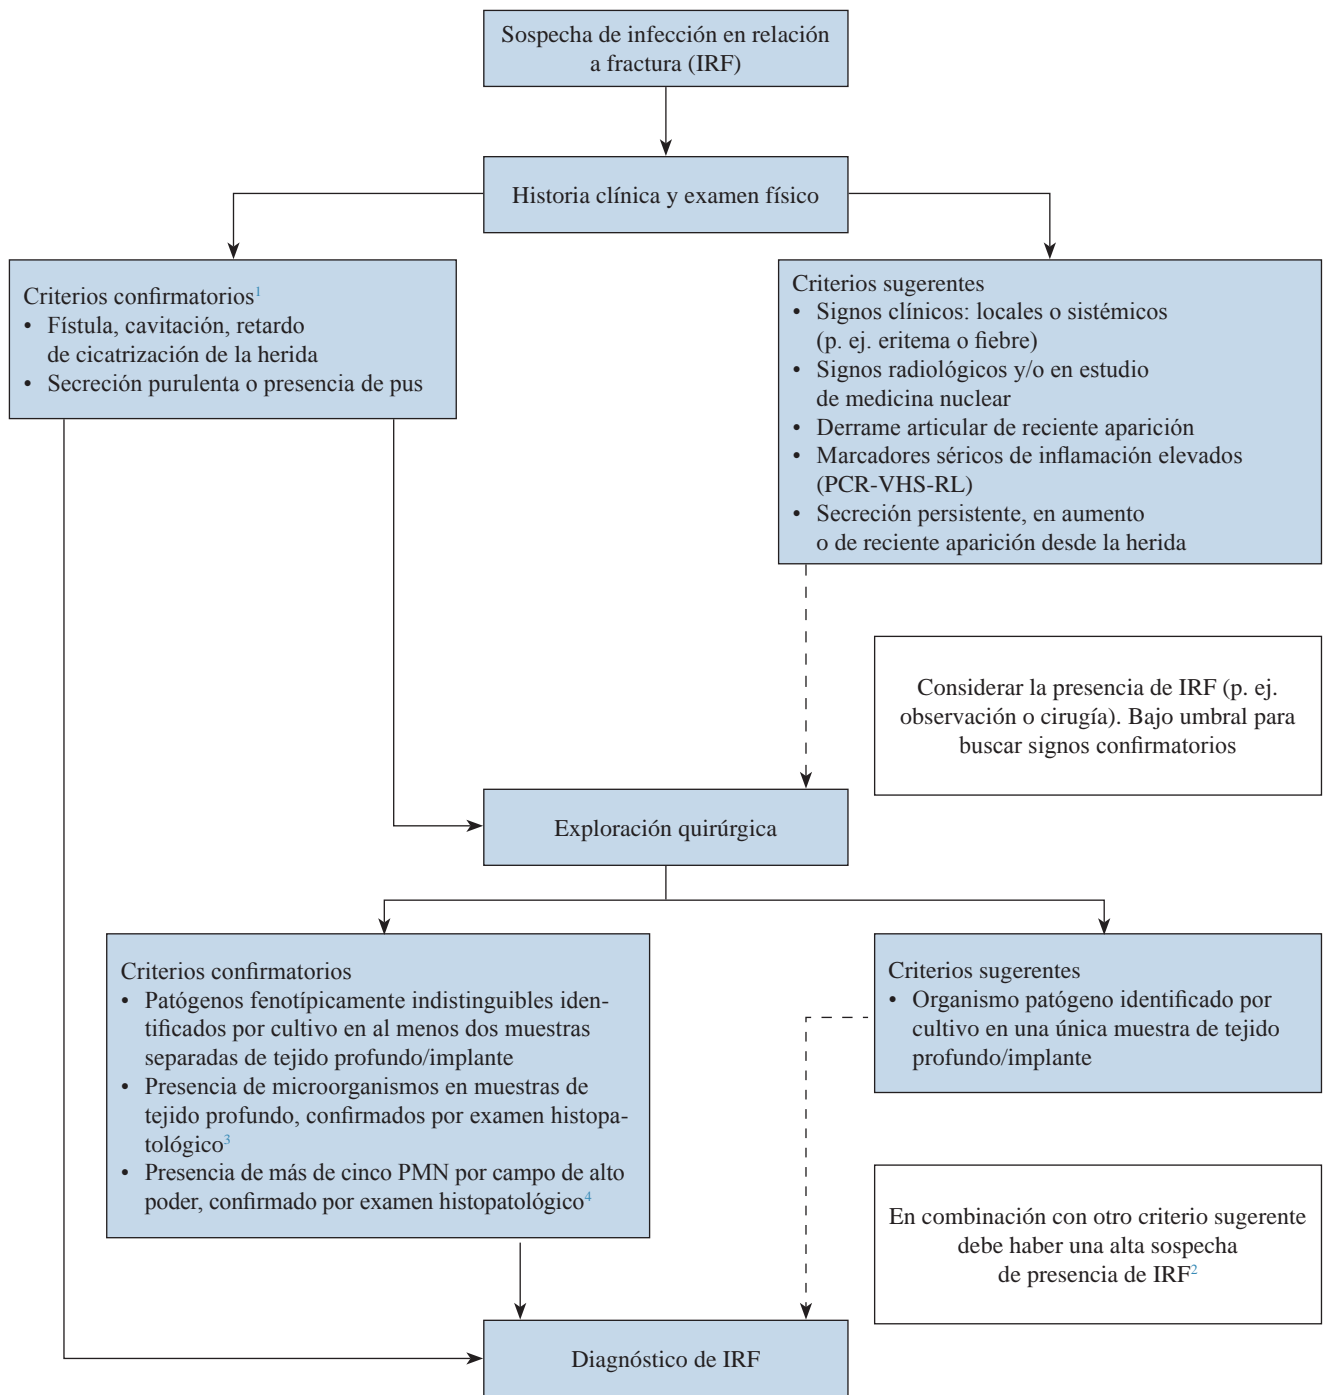 Sospecha de infección en relación
a fractura (IRF)
Historia clínica y examen físico
Criterios confirmatorios¹
• Fístula, cavitación, retardo
de cicatrización de la herida
• Secreción purulenta o presencia de pus
Criterios sugerentes
• Signos clínicos: locales o sistémicos
(p. ej. eritema o fiebre)
• Signos radiológicos y/o en estudio
de medicina nuclear
• Derrame articular de reciente aparición
• Marcadores séricos de inflamación elevados
(PCR-VHS-RL)
• Secreción persistente, en aumento
o de reciente aparición desde la herida
Considerar la presencia de IRF (p. ej.
observación o cirugía). Bajo umbral para
buscar signos confirmatorios
Exploración quirúrgica
Criterios confirmatorios
• Patógenos fenotípicamente indistinguibles iden-
tificados por cultivo en al menos dos muestras
separadas de tejido profundo/implante
• Presencia de microorganismos en muestras de
tejido profundo, confirmados por examen histopa-
tológico³
• Presencia de más de cinco PMN por campo de alto
poder, confirmado por examen histopatológico⁴
Criterios sugerentes
• Organismo patógeno identificado por
cultivo en una única muestra de tejido
profundo/implante
En combinación con otro criterio sugerente
debe haber una alta sospecha
de presencia de IRF²
Diagnóstico de IRF